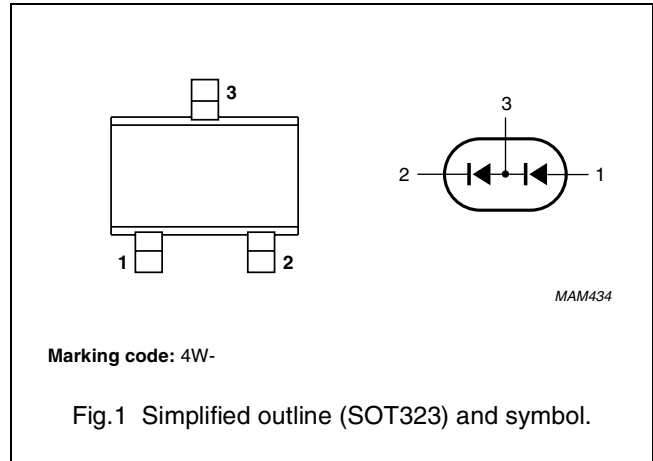 3
1
2
3
2
1
MAM434
Marking code: 4W-
Fig.1 Simplified outline (SOT323) and symbol.